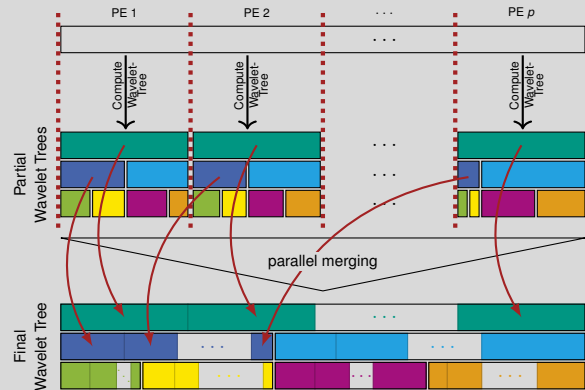 PE 1 PE 2 · · · PE p
· · ·
Compute
Wavelet-
Tree
Compute
Wavelet-
Tree
Compute
Wavelet-
Tree
Partial
Wavelet Trees
· · ·
· · ·
· · ·
parallel merging
Final
Wavelet Tree
· · ·
· · · · · ·
· · · · · · · · · · · ·